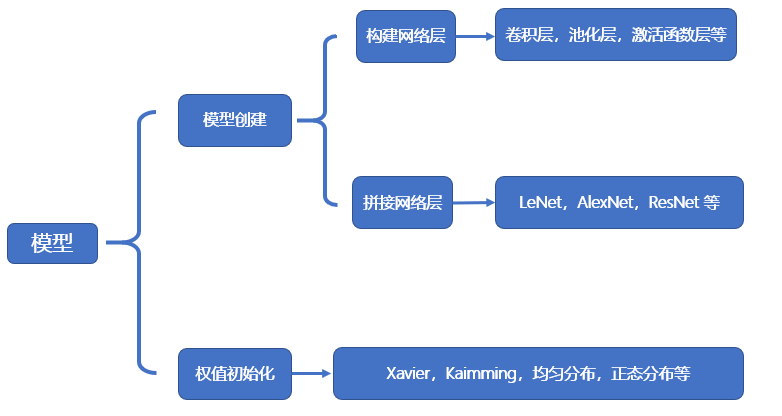 构建网络层
卷积层，池化层，激活函数层等
模型创建
拼接网络层
LeNet，AlexNet，ResNet 等
模型
权值初始化
Xavier，Kaimming，均匀分布，正态分布等